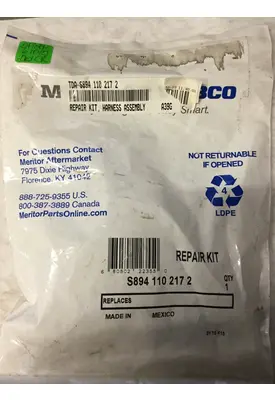 TDA-S894 110 217 2
REPAIR KIT, HARNESS ASSEMBLY A39G
M BCO
Smart.
For Questions Contact
Meritor Aftermarket
7975 Dixie Highway
Florence, KY 41042
888-725-9355 U.S.
800-387-3889 Canada
MeritorPartsOnline.com
NOT RETURNABLE
IF OPENED
4
LDPE
REPAIR KIT
S894 110 217 2
QTY
1
REPLACES
MADE IN MEXICO